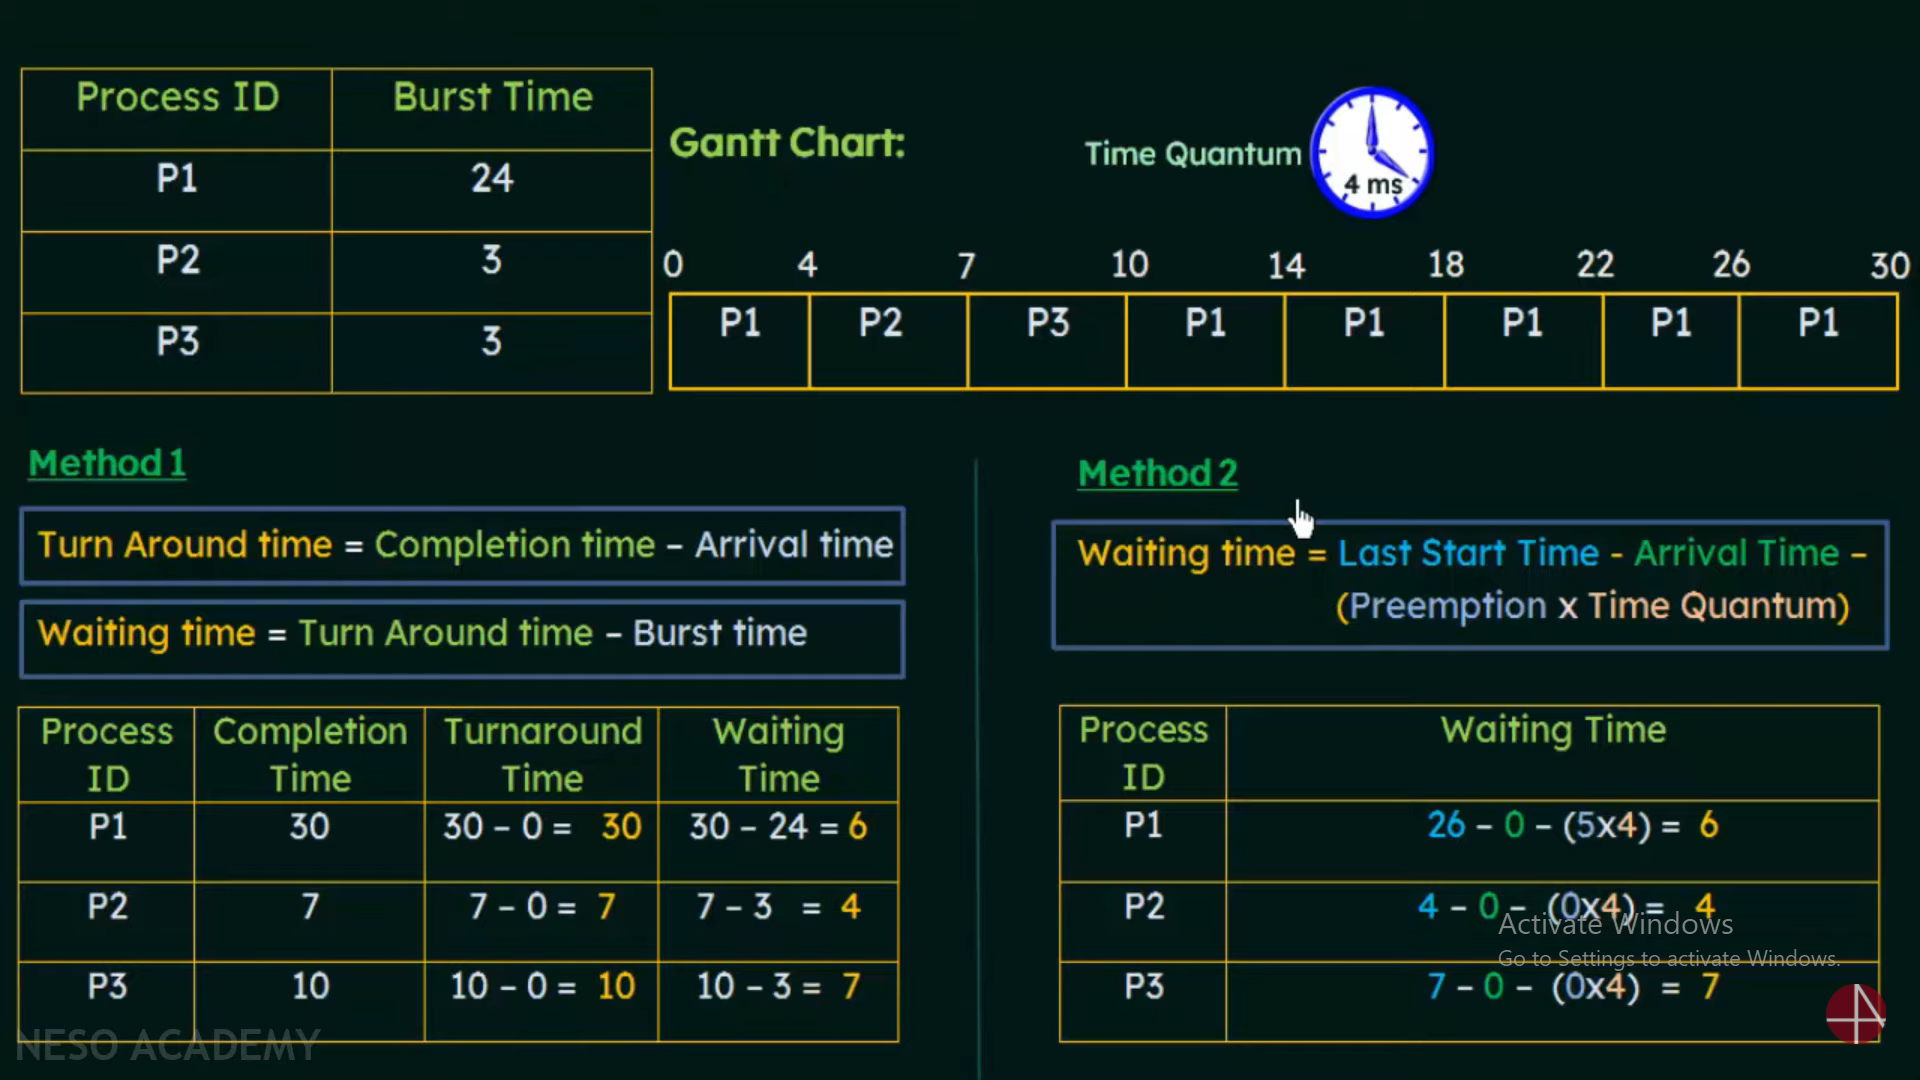 Process ID Burst Time
P1 24
P2 3
P3 3
Gantt Chart:
Time Quantum
4 ms
0 4 7 10 14 18 22 26 30
P1 P2 P3 P1 P1 P1 P1 P1
Method 1
Turn Around time = Completion time – Arrival time
Waiting time = Turn Around time – Burst time
Process ID Completion Time Turnaround Time Waiting Time
P1 30 30 – 0 = 30 30 – 24 = 6
P2 7 7 – 0 = 7 7 – 3 = 4
P3 10 10 – 0 = 10 10 – 3 = 7
Method 2
Waiting time = Last Start Time - Arrival Time –
(Preemption x Time Quantum)
Process ID Waiting Time
P1 26 – 0 – (5x4) = 6
P2 4 – 0 – (0x4) = 4
P3 7 – 0 – (0x4) = 7
Activate Windows
Go to Settings to activate Windows.
NESO ACADEMY